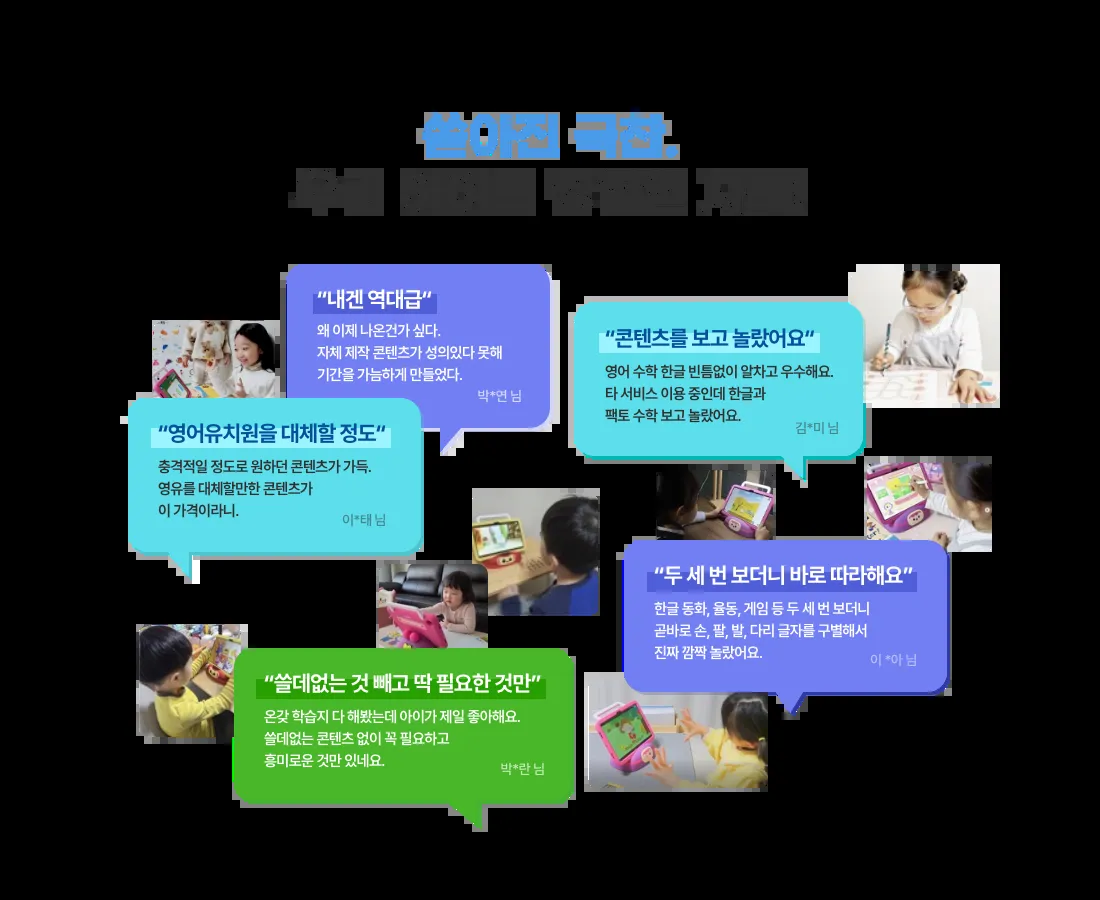 쏟아진 극찬.
“내겐 역대급“
왜 이제 나온건가 싶다.
자체 제작 콘텐츠가 성의있다 못해
기간을 가늠하게 만들었다.
박*연 님
“콘텐츠를 보고 놀랐어요”
영어 수학 한글 빈틈없이 알차고 우수해요.
타 서비스 이용 중인데 한글과
팩토 수학 보고 놀랐어요.
김*미 님
“영어유치원을 대체할 정도”
충격적일 정도로 원하던 콘텐츠가 가득.
영유를 대체할만한 콘텐츠가
이 가격이라니.
이*태 님
“두 세 번 보더니 바로 따라해요”
한글 동화, 율동, 게임 등 두 세 번 보더니
곧바로 손, 팔, 발, 다리 글자를 구별해서
진짜 깜짝 놀랐어요.
이 *아 님
“쓸데없는 것 빼고 딱 필요한 것만”
온갖 학습지 다 해봤는데 아이가 제일 좋아해요.
쓸데없는 콘텐츠 없이 꼭 필요하고
흥미로운 것만 있네요.
박*란 님